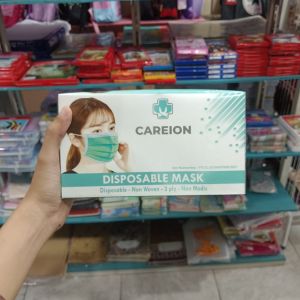 CAREION
DISPOSABLE MASK
Disposable - Non Woven - 3 ply - Non Medis